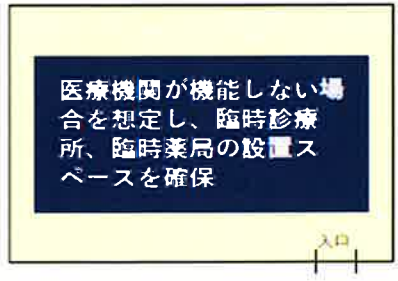 医療機関が機能しない場
合を想定し、臨時診療
所、臨時薬局の設置ス
ペースを確保
入口